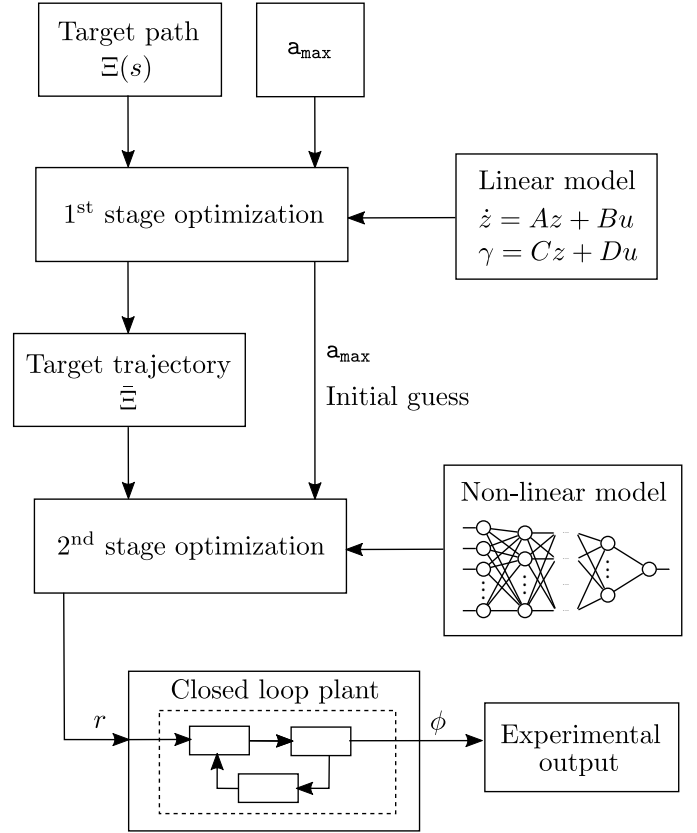 Target path
Ξ(s)
a_max
1st stage optimization
Linear model
ż = Az + Bu
γ = Cz + Du
Target trajectory
Ξ̄
a_max
Initial guess
2nd stage optimization
Non-linear model
Closed loop plant
r
ϕ
Experimental
output